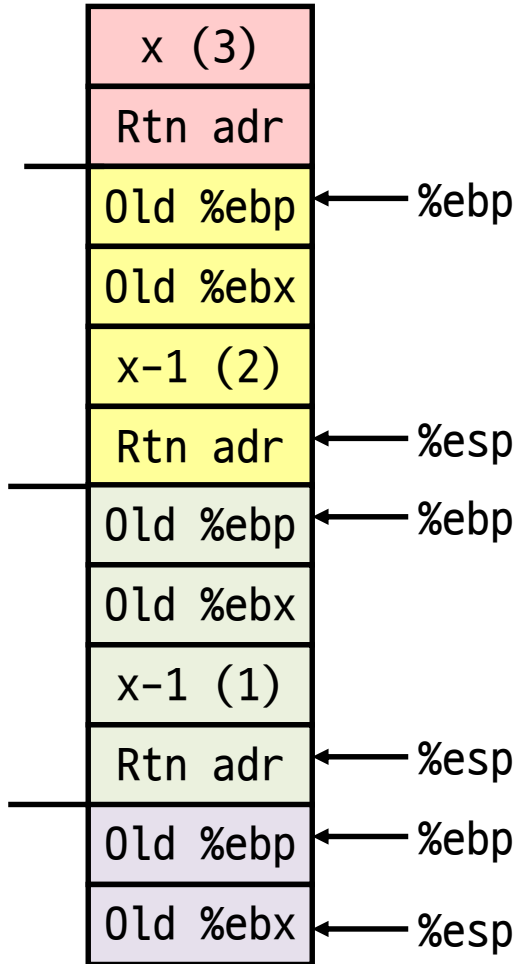 x (3)
Rtn adr
Old %ebp
%ebp
Old %ebx
x-1 (2)
Rtn adr
%esp
Old %ebp
%ebp
Old %ebx
x-1 (1)
Rtn adr
%esp
Old %ebp
%ebp
Old %ebx
%esp